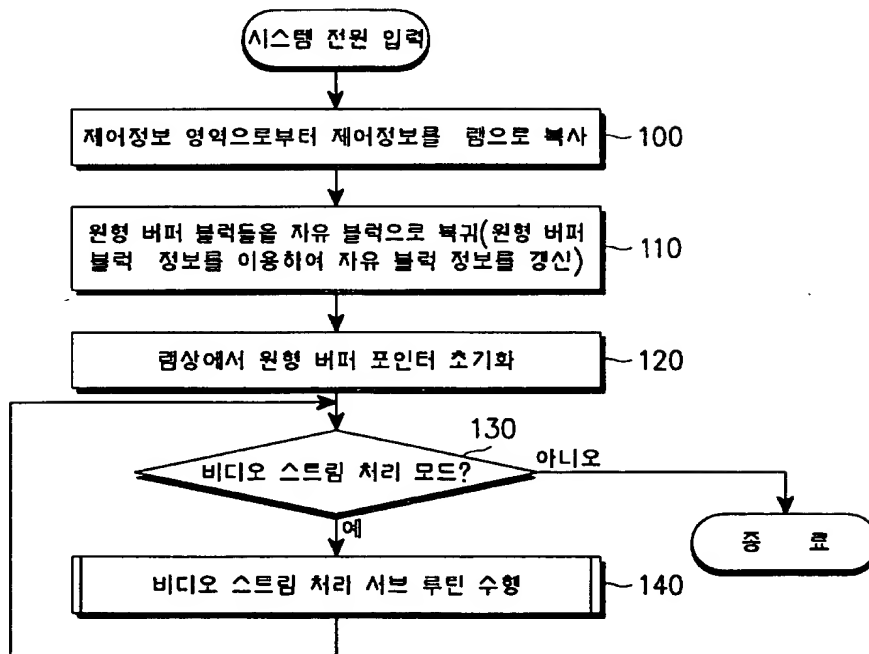 시스템 전원 입력
제어정보 영역으로부터 제어정보를 램으로 복사
100
원형 버퍼 블럭들을 자유 블럭으로 복귀(원형 버퍼
블럭 정보를 이용하여 자유 블럭 정보를 갱신)
110
램상에서 원형 버퍼 포인터 초기화
120
130
비디오 스트림 처리 모드?
아니오
예
종 료
비디오 스트림 처리 서브 루틴 수행
140